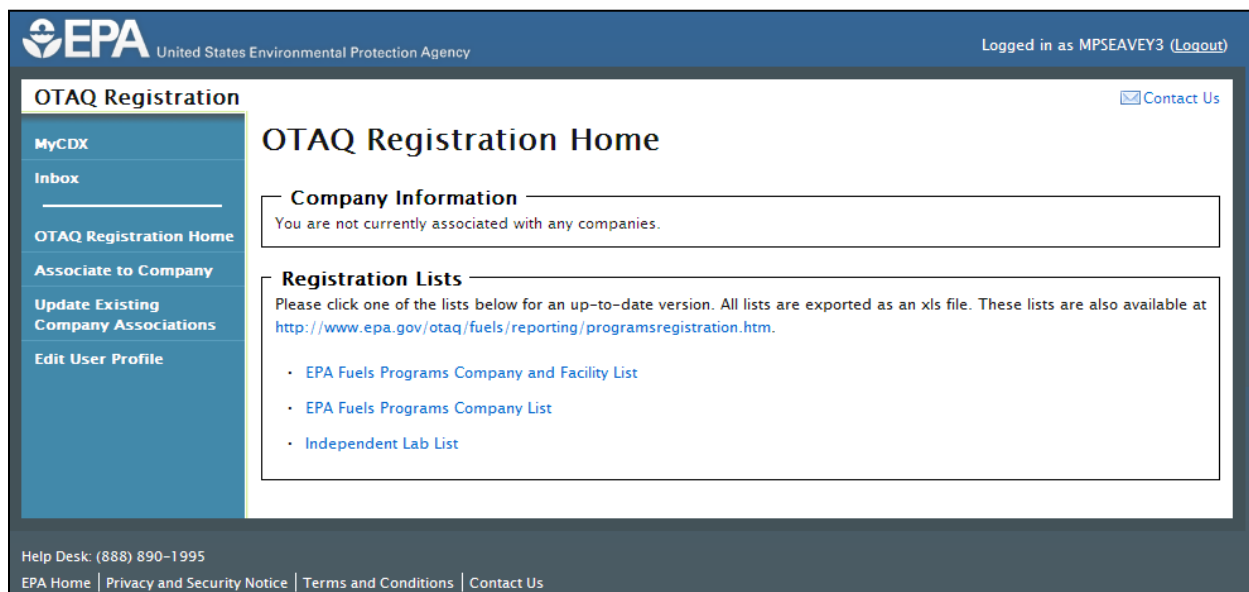 EPA United States Environmental Protection Agency
Logged in as MPSEAVEY3 (Logout)
OTAQ Registration
Contact Us
MyCDX
Inbox
OTAQ Registration Home
Associate to Company
Update Existing
Company Associations
Edit User Profile
OTAQ Registration Home
Company Information
You are not currently associated with any companies.
Registration Lists
Please click one of the lists below for an up-to-date version. All lists are exported as an xls file. These lists are also available at
http://www.epa.gov/otaq/fuels/reporting/programsregistration.htm.
· EPA Fuels Programs Company and Facility List
· EPA Fuels Programs Company List
· Independent Lab List
Help Desk: (888) 890-1995
EPA Home | Privacy and Security Notice | Terms and Conditions | Contact Us